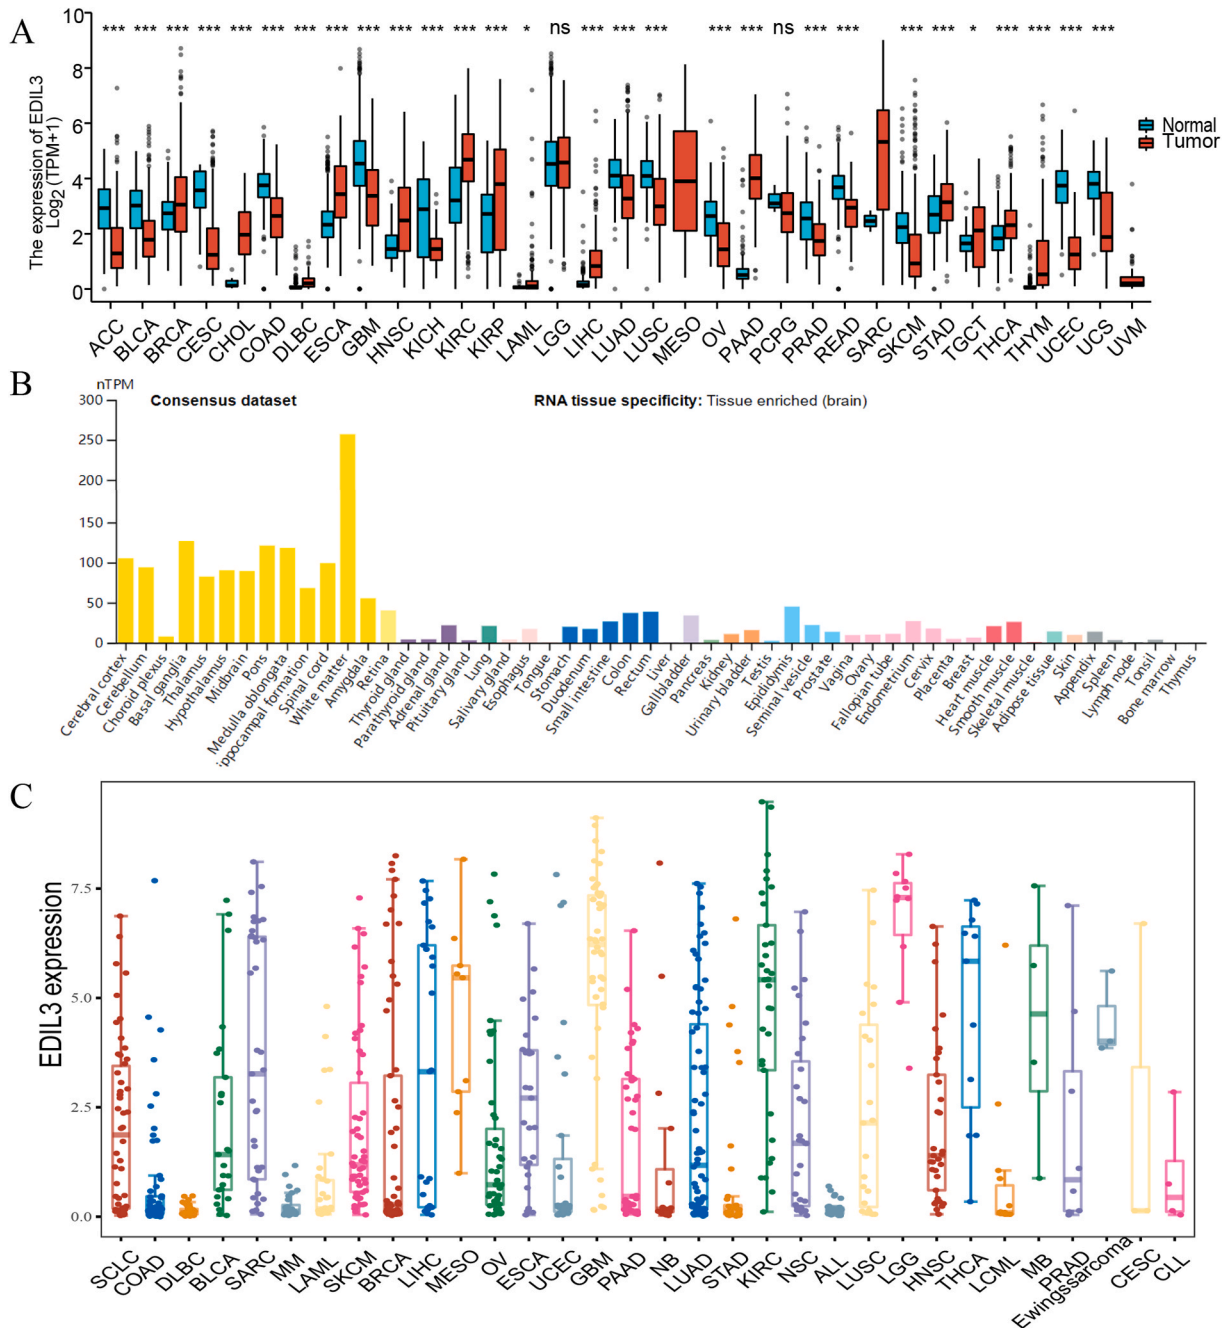 A
10
8
6
4
2
0
The expression of EDIL3
Log2 (TPM+1)
*** *** *** *** *** *** *** *** *** *** *** *** *** * ns *** *** *** *** *** ns *** *** *** *** * *** *** *** ***
Normal
Tumor
ACC BLCA BRCA CESC CHOL COAD DLBC ESCA GBM HNSC KICH KIRC KIRP LAML LGG LIHC LUAD LUSC MESO OV PAAD PCPG PRAD READ SARC SKCM STAD TGCT THCA THYM UCEC UCS UVM
B
nTPM
Consensus dataset
RNA tissue specificity: Tissue enriched (brain)
300
250
200
150
100
50
0
Cerebral cortex
Cerebellum
Choroid plexus
Basal ganglia
Thalamus
Hypothalamus
Midbrain
Pons
Medulla oblongata
ippocampal formation
Spinal cord
White matter
Amygdala
Retina
Thyroid gland
Parathyroid gland
Adrenal gland
Pituitary gland
Lung
Salivary gland
Esophagus
Tongue
Stomach
Duodenum
Small intestine
Colon
Rectum
Liver
Gallbladder
Pancreas
Kidney
Urinary bladder
Testis
Epididymis
Seminal vesicle
Prostate
Vagina
Ovary
Fallopian tube
Endometrium
Cervix
Placenta
Breast
Heart muscle
Smooth muscle
Skeletal muscle
Adipose tissue
Skin
Appendix
Spleen
Lymph node
Tonsil
Bone marrow
Thymus
C
EDIL3 expression
7.5
5.0
2.5
0.0
SCLC COAD DLBC BLCA SARC MM LAML SKCM BRCA LIHC MESO OV ESCA UCEC GBM PAAD NB LUAD STAD KIRC NSC ALL LUSC LGG HNSC THCA LCML MB PRAD Ewingssarcoma CESC CLL